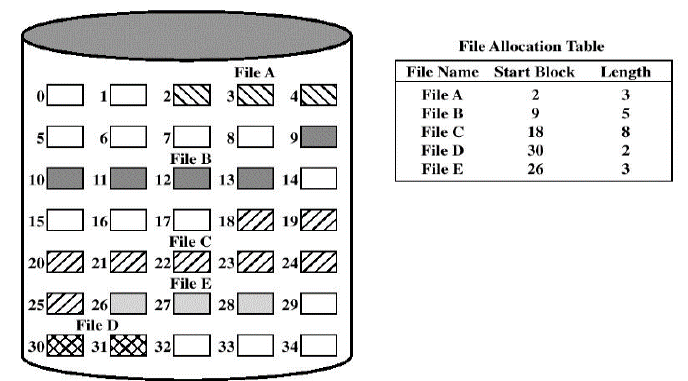 File Allocation Table
File Name Start Block Length
File A 2 3
File B 9 5
File C 18 8
File D 30 2
File E 26 3
File A
0 1 2 3 4
5 6 7 8 9
File B
10 11 12 13 14
15 16 17 18 19
File C
20 21 22 23 24
File E
25 26 27 28 29
File D
30 31 32 33 34